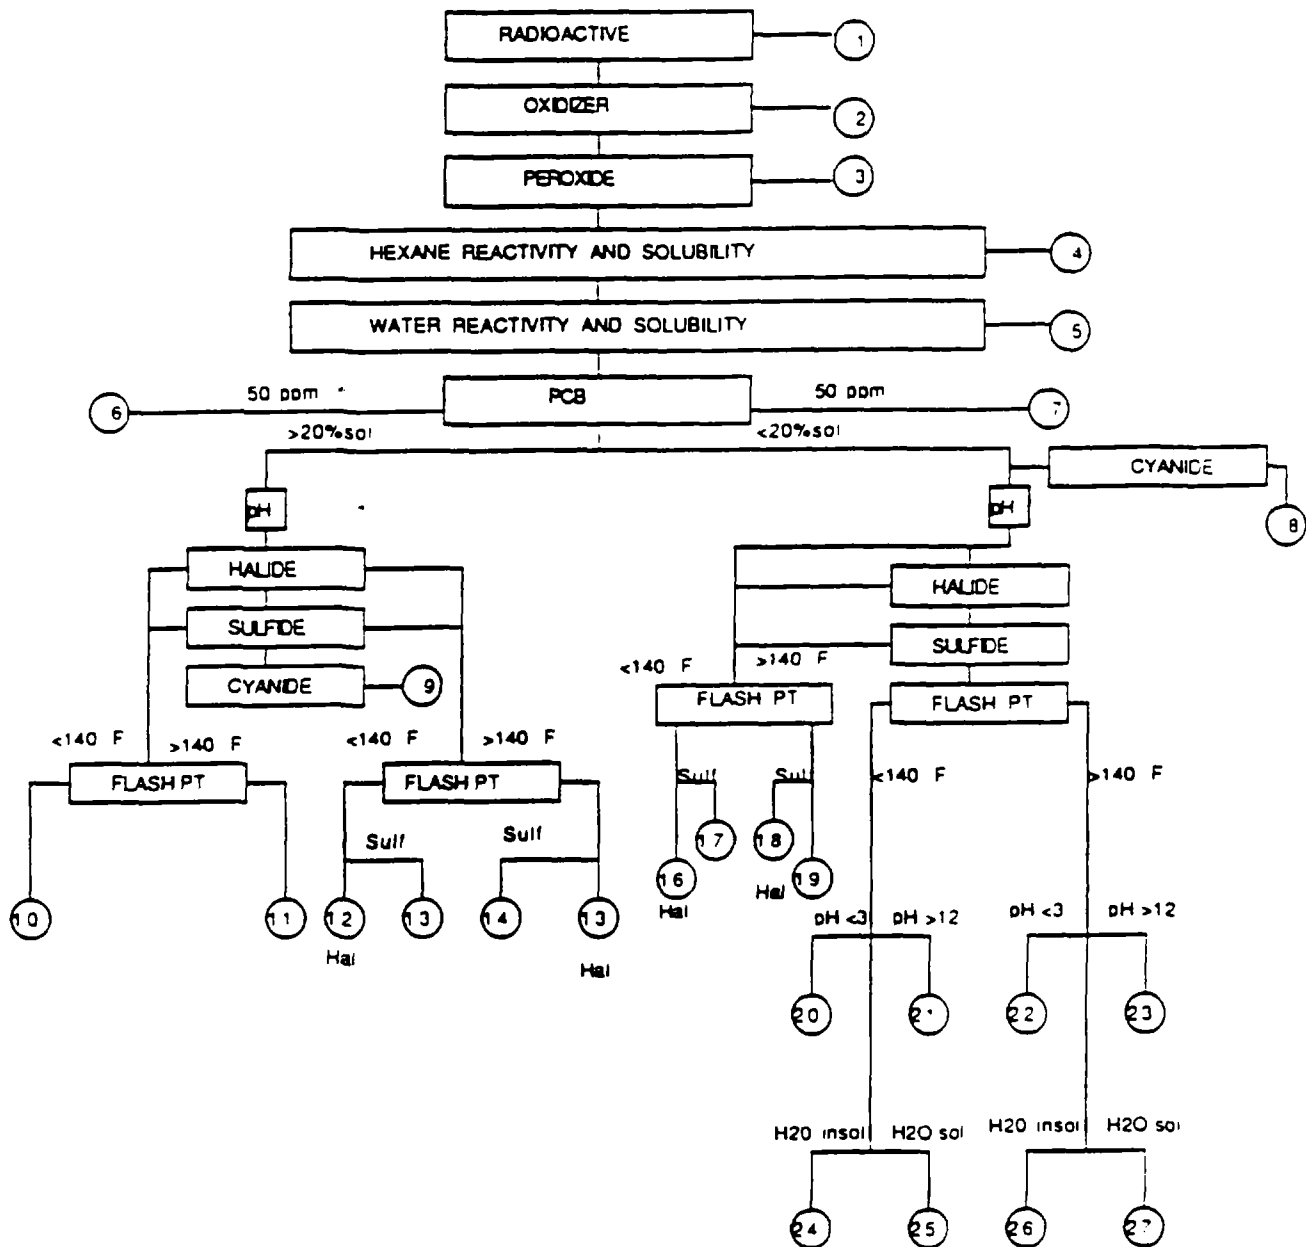 RADIOACTIVE
1
OXIDIZER
2
PEROXIDE
3
HEXANE REACTIVITY AND SOLUBILITY
4
WATER REACTIVITY AND SOLUBILITY
5
6
50 ppm
PCB
50 ppm
7
>20%sol
<20%sol
CYANIDE
8
pH
pH
HALIDE
SULFIDE
CYANIDE
9
HALIDE
SULFIDE
<140 F
>140 F
FLASH PT
FLASH PT
<140 F
>140 F
FLASH PT
<140 F
>140 F
FLASH PT
Sulf
Sulf
<140 F
>140 F
Sulf
Sulf
17
18
16
19
Hal
Hal
10
11
12
13
14
13
Hal
Hal
pH <3
pH >12
pH <3
pH >12
20
21
22
23
H20 insol
H2O sol
H20 insol
H2O sol
24
25
26
27